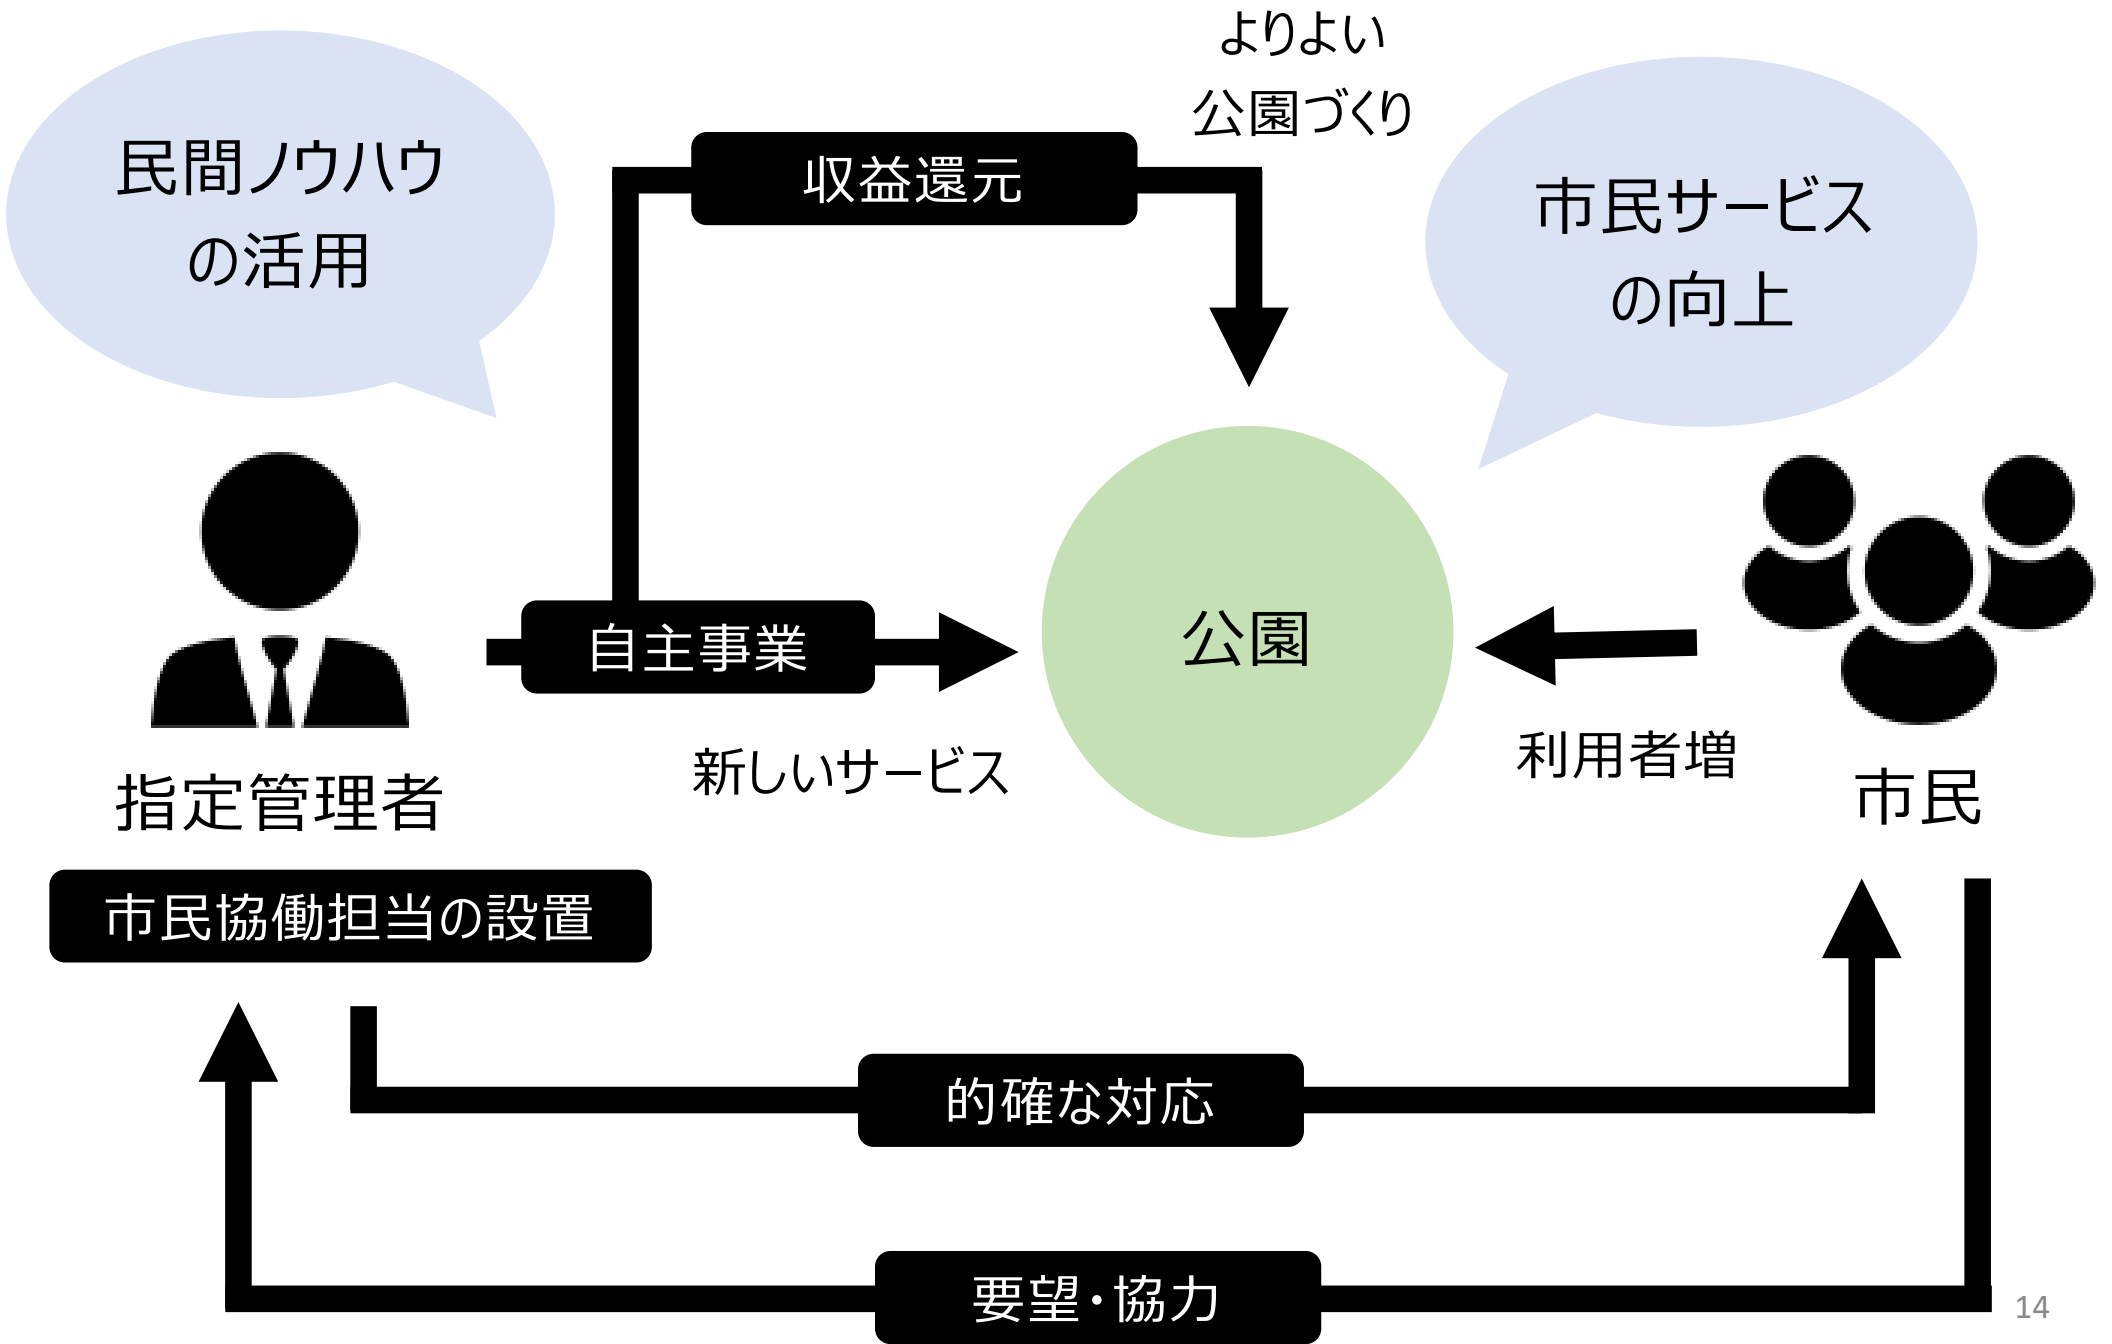 よりよい
公園づくり
民間ノウハウ
の活用
収益還元
市民サービス
の向上
自主事業
公園
新しいサービス
利用者増
指定管理者
市民
市民協働担当の設置
的確な対応
要望・協力
14